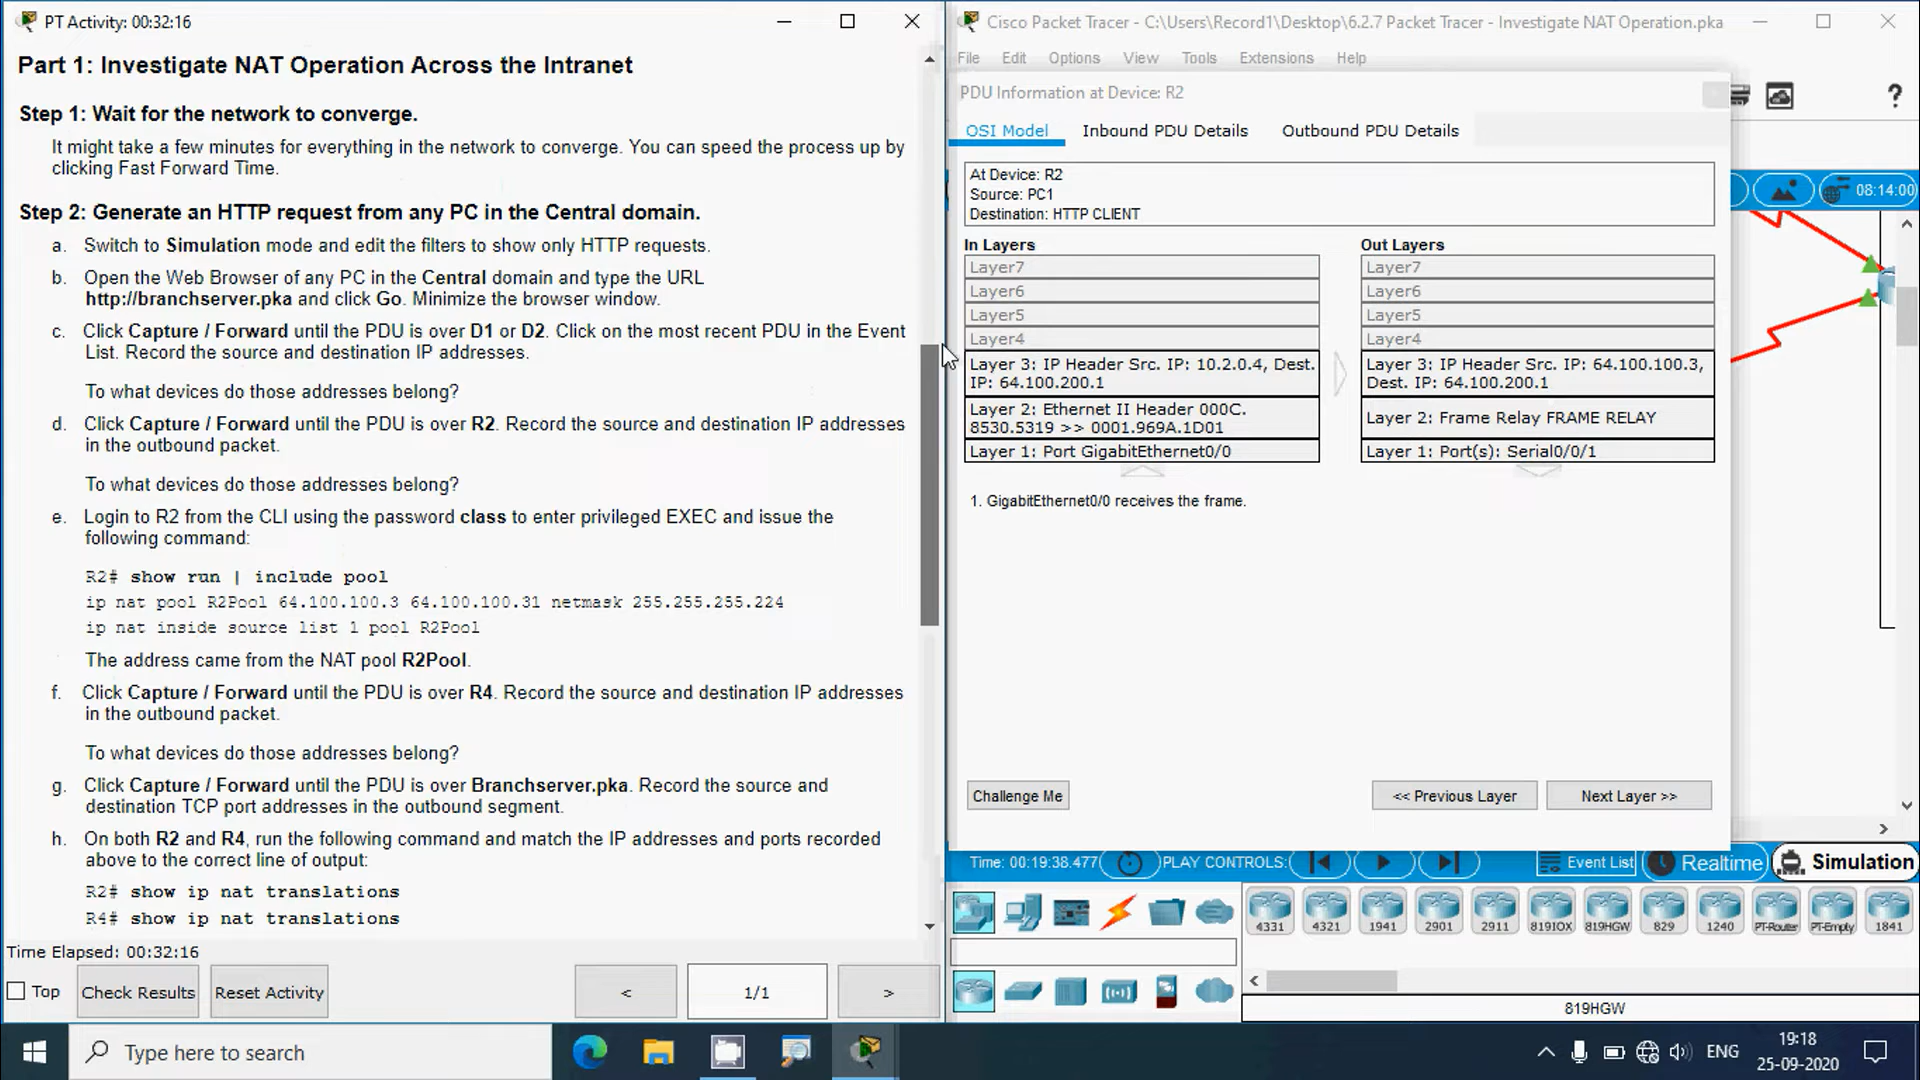 PT Activity: 00:32:16
Part 1: Investigate NAT Operation Across the Intranet
Step 1: Wait for the network to converge.
It might take a few minutes for everything in the network to converge. You can speed the process up by
clicking Fast Forward Time.
Step 2: Generate an HTTP request from any PC in the Central domain.
a. Switch to Simulation mode and edit the filters to show only HTTP requests.
b. Open the Web Browser of any PC in the Central domain and type the URL
http://branchserver.pka and click Go. Minimize the browser window.
c. Click Capture / Forward until the PDU is over D1 or D2. Click on the most recent PDU in the Event
List. Record the source and destination IP addresses.
To what devices do those addresses belong?
d. Click Capture / Forward until the PDU is over R2. Record the source and destination IP addresses
in the outbound packet.
To what devices do those addresses belong?
e. Login to R2 from the CLI using the password class to enter privileged EXEC and issue the
following command:
R2# show run | include pool
ip nat pool R2Pool 64.100.100.3 64.100.100.31 netmask 255.255.255.224
ip nat inside source list 1 pool R2Pool
The address came from the NAT pool R2Pool.
f. Click Capture / Forward until the PDU is over R4. Record the source and destination IP addresses
in the outbound packet.
To what devices do those addresses belong?
g. Click Capture / Forward until the PDU is over Branchserver.pka. Record the source and
destination TCP port addresses in the outbound segment.
h. On both R2 and R4, run the following command and match the IP addresses and ports recorded
above to the correct line of output:
R2# show ip nat translations
R4# show ip nat translations
Time Elapsed: 00:32:16
Top
Check Results
Reset Activity
<
1/1
>
Cisco Packet Tracer - C:\Users\Record1\Desktop\6.2.7 Packet Tracer - Investigate NAT Operation.pka
File Edit Options View Tools Extensions Help
PDU Information at Device: R2
OSI Model Inbound PDU Details Outbound PDU Details
?
At Device: R2
Source: PC1
Destination: HTTP CLIENT
08:14:00
In Layers
Layer7
Layer6
Layer5
Layer4
Layer 3: IP Header Src. IP: 10.2.0.4, Dest.
IP: 64.100.200.1
Layer 2: Ethernet II Header 000C.
8530.5319 >> 0001.969A.1D01
Layer 1: Port GigabitEthernet0/0
Out Layers
Layer7
Layer6
Layer5
Layer4
Layer 3: IP Header Src. IP: 64.100.100.3,
Dest. IP: 64.100.200.1
Layer 2: Frame Relay FRAME RELAY
Layer 1: Port(s): Serial0/0/1
1. GigabitEthernet0/0 receives the frame.
Challenge Me
<< Previous Layer
Next Layer >>
Time: 00:19:38.477 PLAY CONTROLS: Event List Realtime Simulation
4331 4321 1941 2901 2911 819IOX 819HGW 829 1240 PT-Router PT-Empty 1841
819HGW
Type here to search
ENG
19:18
25-09-2020